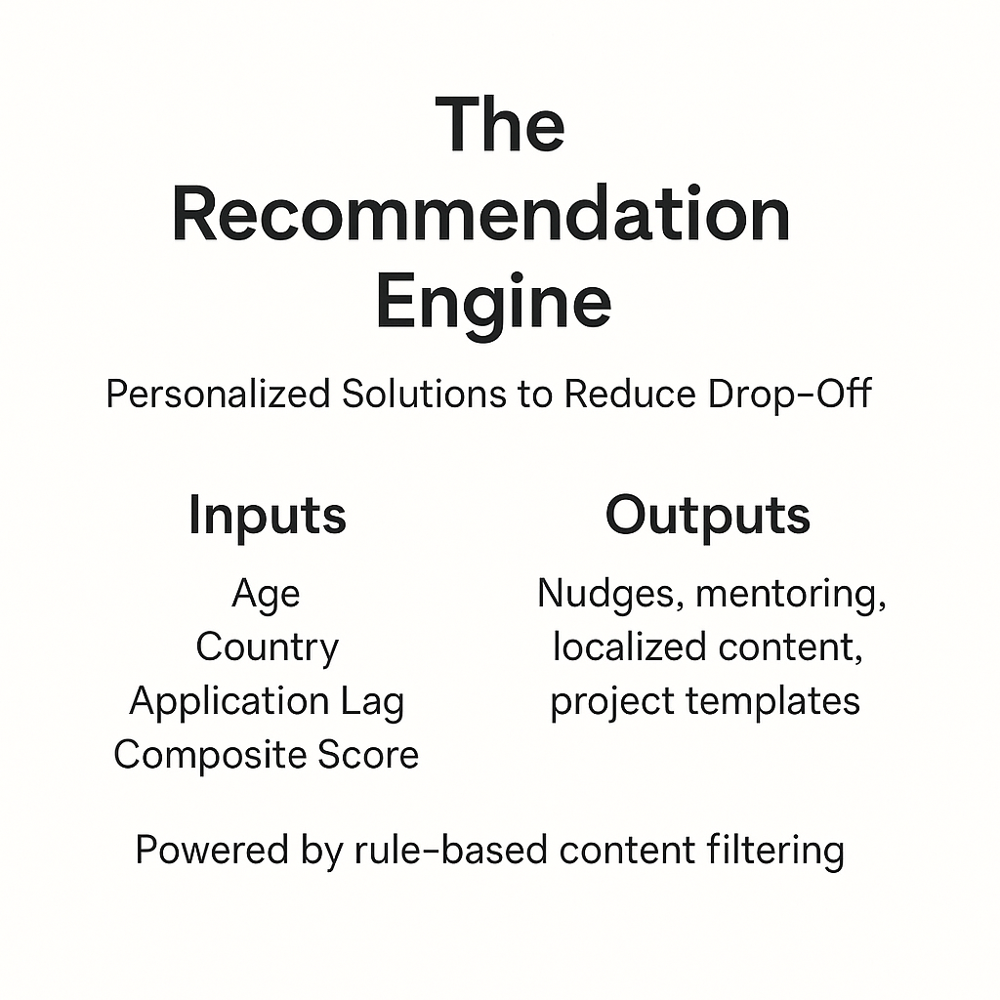 The
Recommendation
Engine
Personalized Solutions to Reduce Drop-Off
Inputs
Age
Country
Application Lag
Composite Score
Outputs
Nudges, mentoring,
localized content,
project templates
Powered by rule-based content filtering